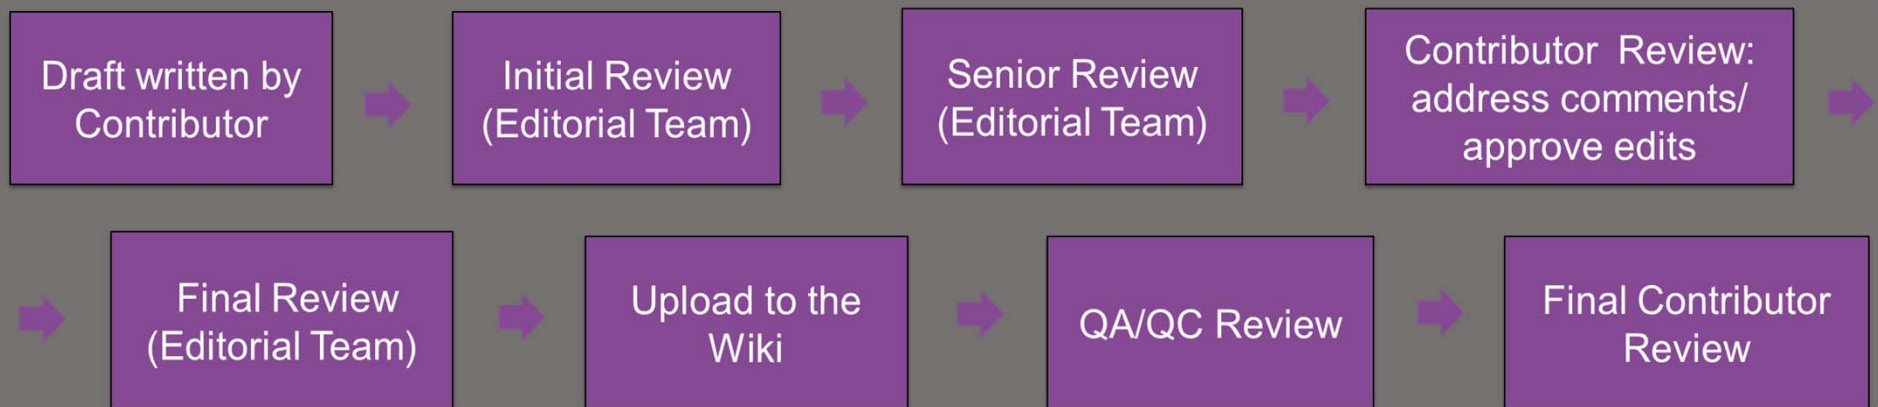 Draft written by
Contributor
Initial Review
(Editorial Team)
Senior Review
(Editorial Team)
Contributor Review:
address comments/
approve edits
Final Review
(Editorial Team)
Upload to the
Wiki
QA/QC Review
Final Contributor
Review